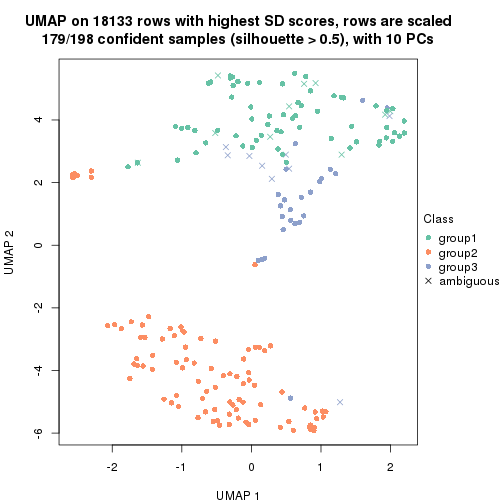 UMAP on 18133 rows with highest SD scores, rows are scaled
179/198 confident samples (silhouette > 0.5), with 10 PCs
4
2
0
-2
-4
-6
UMAP 2
-2
-1
0
1
2
UMAP 1
Class
group1
group2
group3
ambiguous